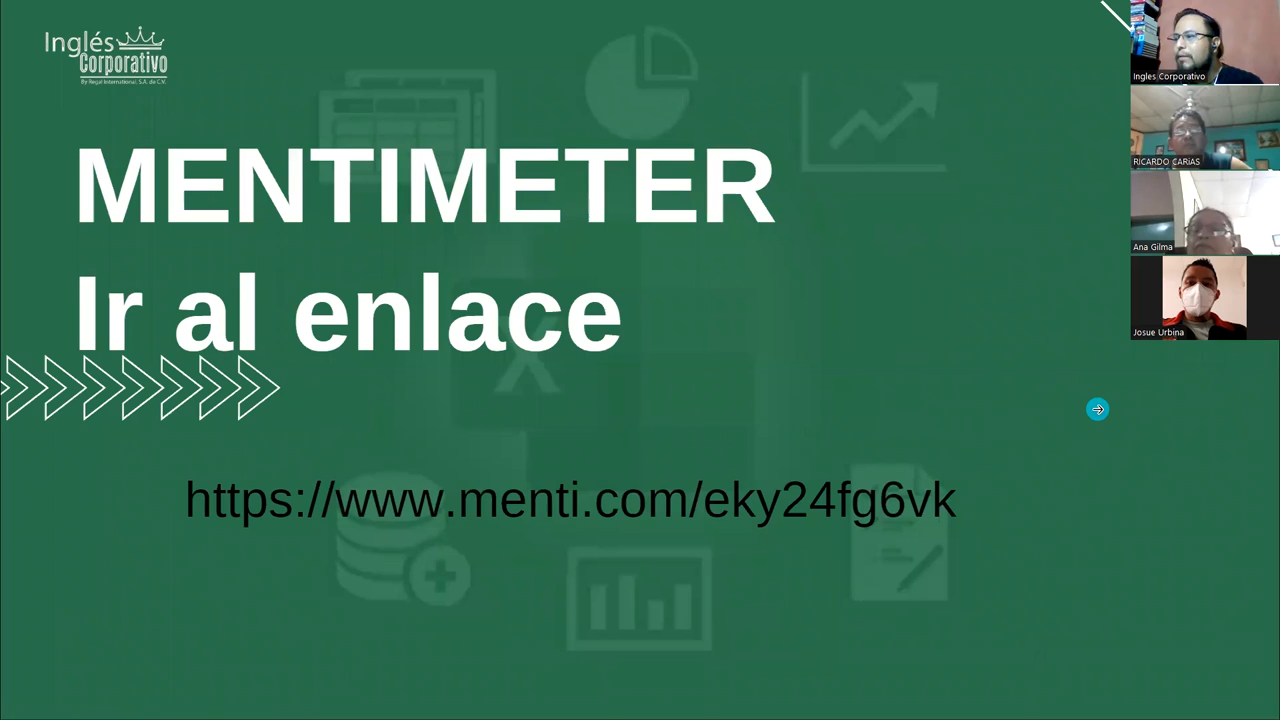 Inglés
Corporativo
By Regal International, S.A. de C.V.
MENTIMETER
Ir al enlace
https://www.menti.com/eky24fg6vk
Ingles Corporativo
RICARDO CARiAS
Ana Gilma
Josue Urbina
X